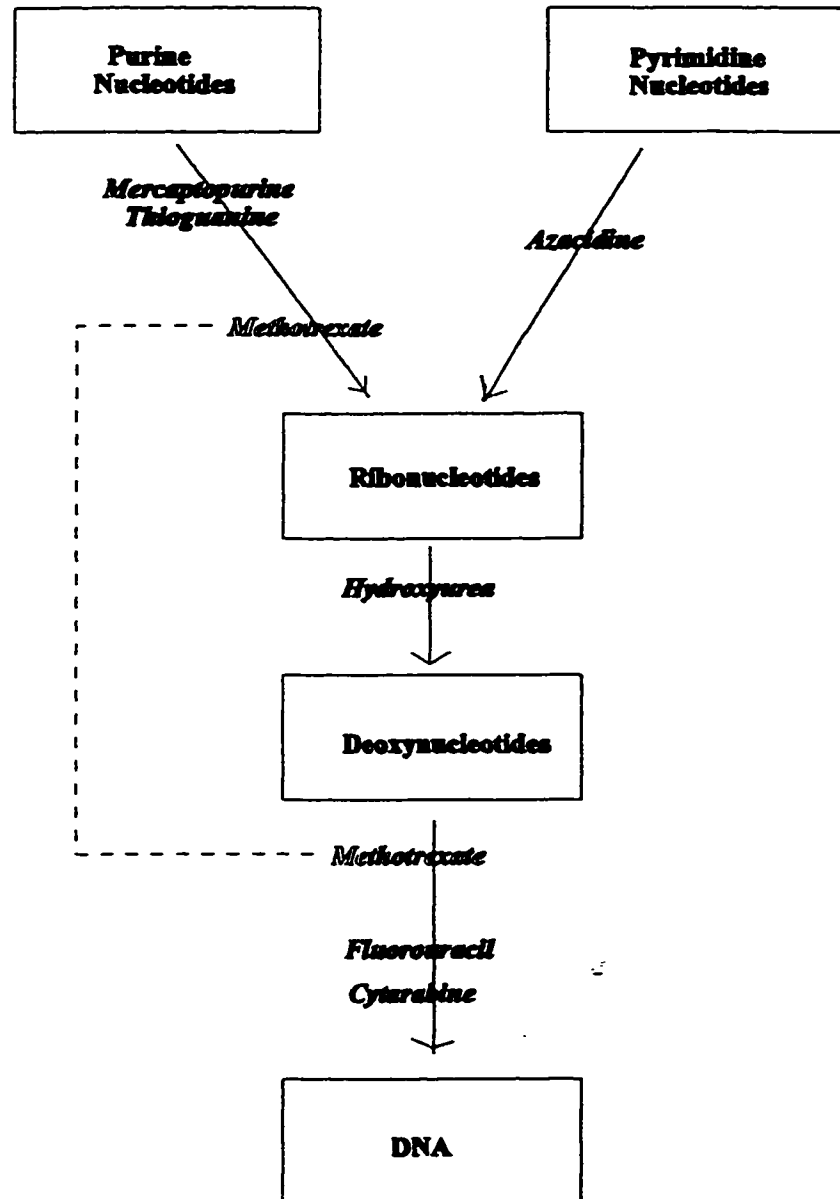 Purine
Nucleotides
Pyrimidine
Nucleotides
Mercaptopurine
Thioguanine
Azacidine
Methotrexate
Ribonucleotides
Hydroxyurea
Deoxynucleotides
Methotrexate
Fluorouracil
Cytarabine
DNA